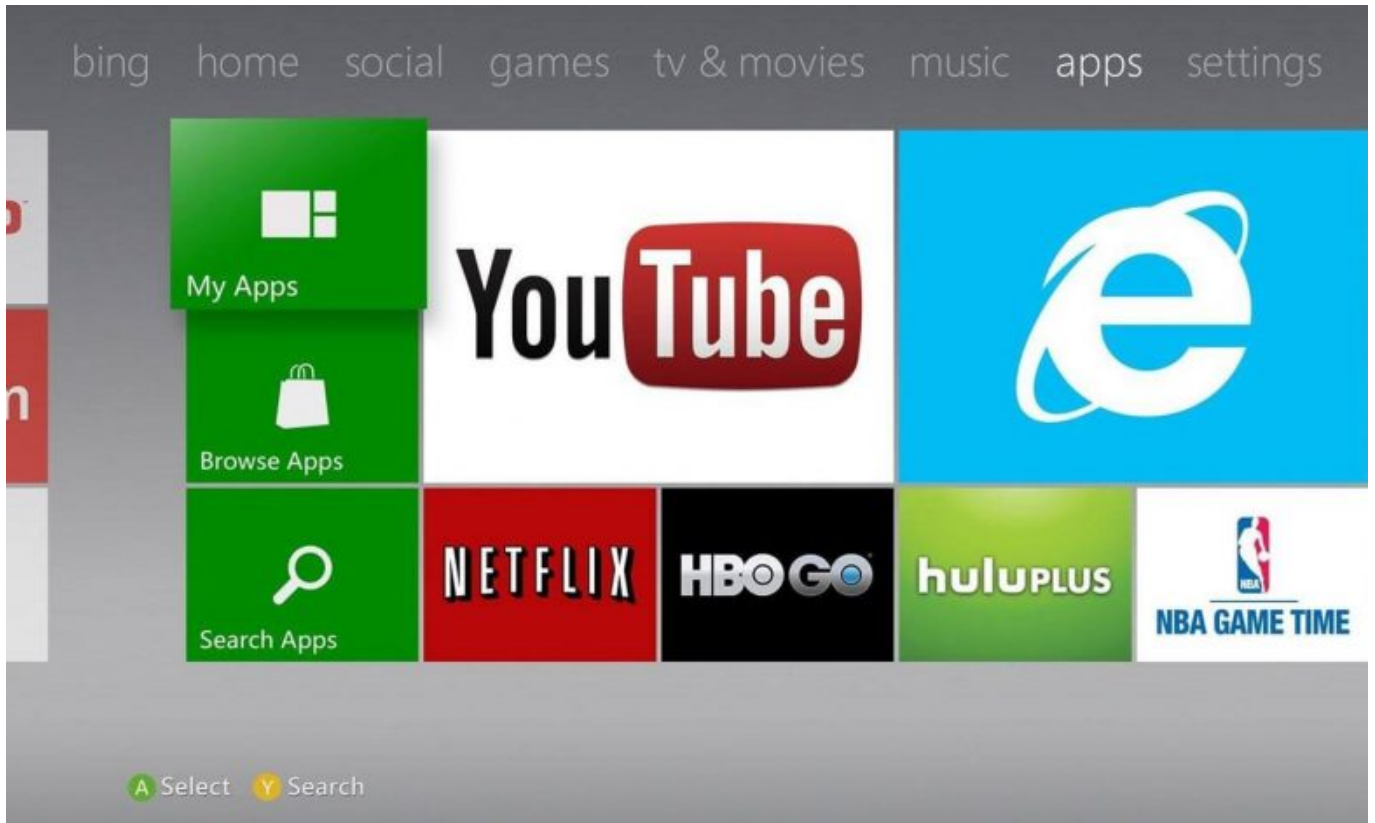 bing home social games tv & movies music apps settings
My Apps
YouTube
e
Browse Apps
Search Apps
NETFLIX
HBO GO
huluPLUS
NBA
NBA GAME TIME
A Select Y Search